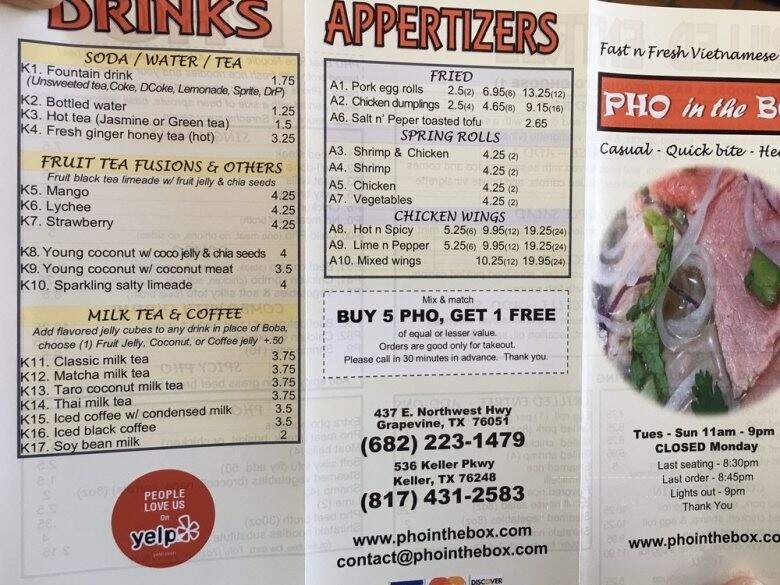 DRINKS
SODA / WATER / TEA
K1. Fountain drink 1.75
(Unsweetened tea, Coke, DCoke, Lemonade, Sprite, DrP)
K2. Bottled water 1.25
K3. Hot tea (Jasmine or Green tea) 1.5
K4. Fresh ginger honey tea (hot) 3.25
FRUIT TEA FUSIONS & OTHERS
Fruit black tea limeade w/ fruit jelly & chia seeds
K5. Mango 4.25
K6. Lychee 4.25
K7. Strawberry 4.25
K8. Young coconut w/ coco jelly & chia seeds 4
K9. Young coconut w/ coconut meat 3.5
K10. Sparkling salty limeade 4
MILK TEA & COFFEE
Add flavored jelly cubes to any drink in place of Boba,
choose (1) Fruit Jelly, Coconut, or Coffee jelly +.50
K11. Classic milk tea 3.75
K12. Matcha milk tea 3.75
K13. Taro coconut milk tea 3.75
K14. Thai milk tea 3.75
K15. Iced coffee w/ condensed milk 3.5
K16. Iced black coffee 3.5
K17. Soy bean milk 2
PEOPLE
LOVE US
On
yelp
APPERTIZERS
FRIED
A1. Pork egg rolls 2.5(2) 6.95(6) 13.25(12)
A2. Chicken dumplings 2.5(4) 4.65(8) 9.15(16)
A6. Salt n' Peper toasted tofu 2.65
SPRING ROLLS
A3. Shrimp & Chicken 4.25 (2)
A4. Shrimp 4.25 (2)
A5. Chicken 4.25 (2)
A7. Vegetables 4.25 (2)
CHICKEN WINGS
A8. Hot n Spicy 5.25(6) 9.95(12) 19.25(24)
A9. Lime n Pepper 5.25(6) 9.95(12) 19.25(24)
A10. Mixed wings 10.25(12) 19.95(24)
Mix & match
BUY 5 PHO, GET 1 FREE
of equal or lesser value.
Orders are good only for takeout.
Please call in 30 minutes in advance. Thank you.
437 E. Northwest Hwy
Grapevine, TX 76051
(682) 223-1479
536 Keller Pkwy
Keller, TX 76248
(817) 431-2583
www.phointhebox.com
contact@phointhebox.com
DISCOVER
Fast n Fresh Vietnamese
PHO in the B
Casual - Quick bite - Hea
Tues - Sun 11am - 9pm
CLOSED Monday
Last seating - 8:30pm
Last order - 8:45pm
Lights out - 9pm
Thank You
www.phointhebox.co